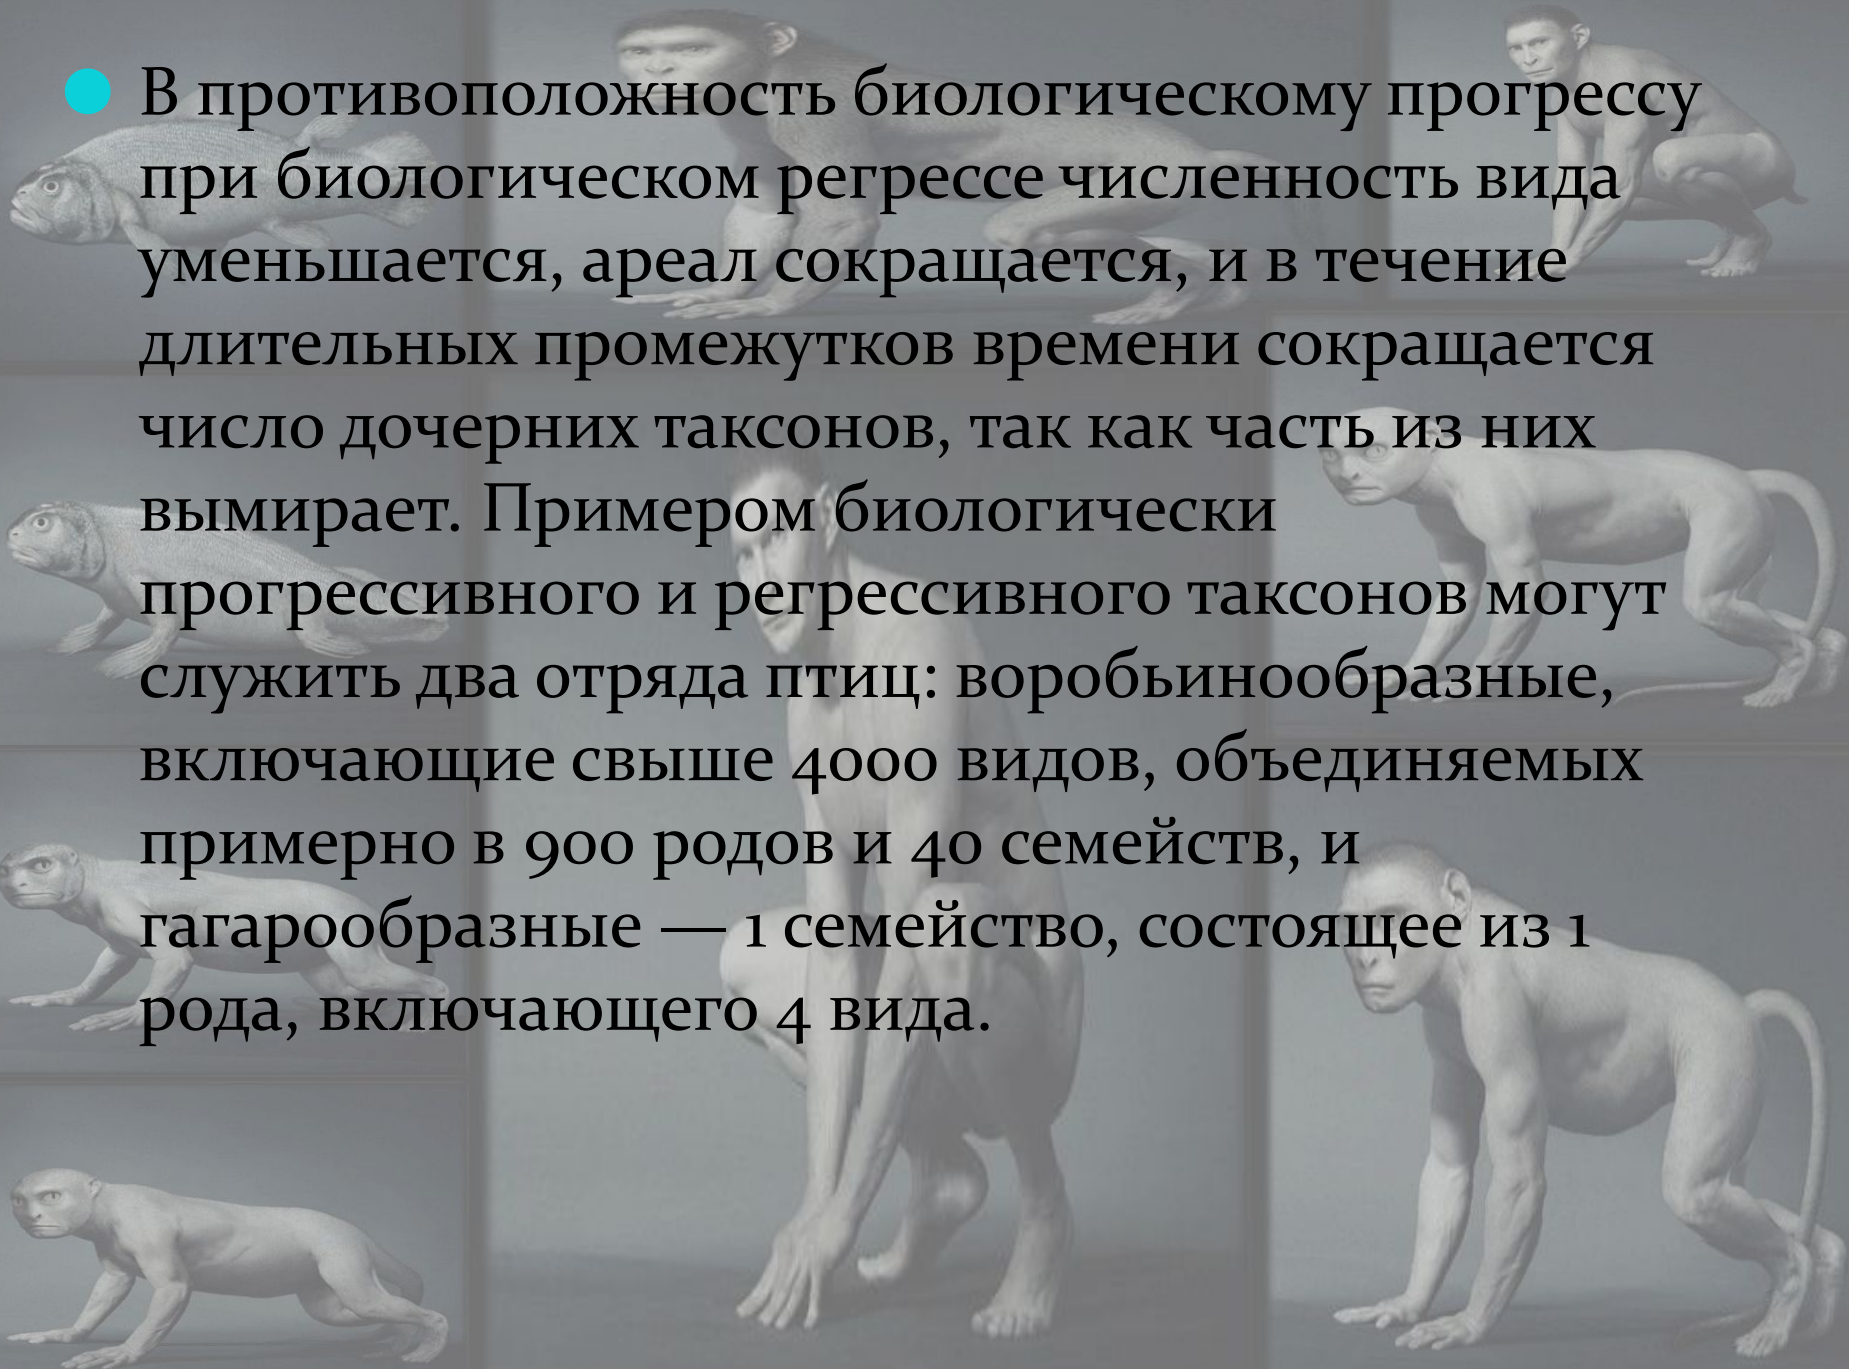 В противоположность биологическому прогрессу
при биологическом регрессе численность вида
уменьшается, ареал сокращается, и в течение
длительных промежутков времени сокращается
число дочерних таксонов, так как часть из них
вымирает. Примером биологически
прогрессивного и регрессивного таксонов могут
служить два отряда птиц: воробьинообразные,
включающие свыше 4000 видов, объединяемых
примерно в 900 родов и 40 семейств, и
гагарообразные — 1 семейство, состоящее из 1
рода, включающего 4 вида.